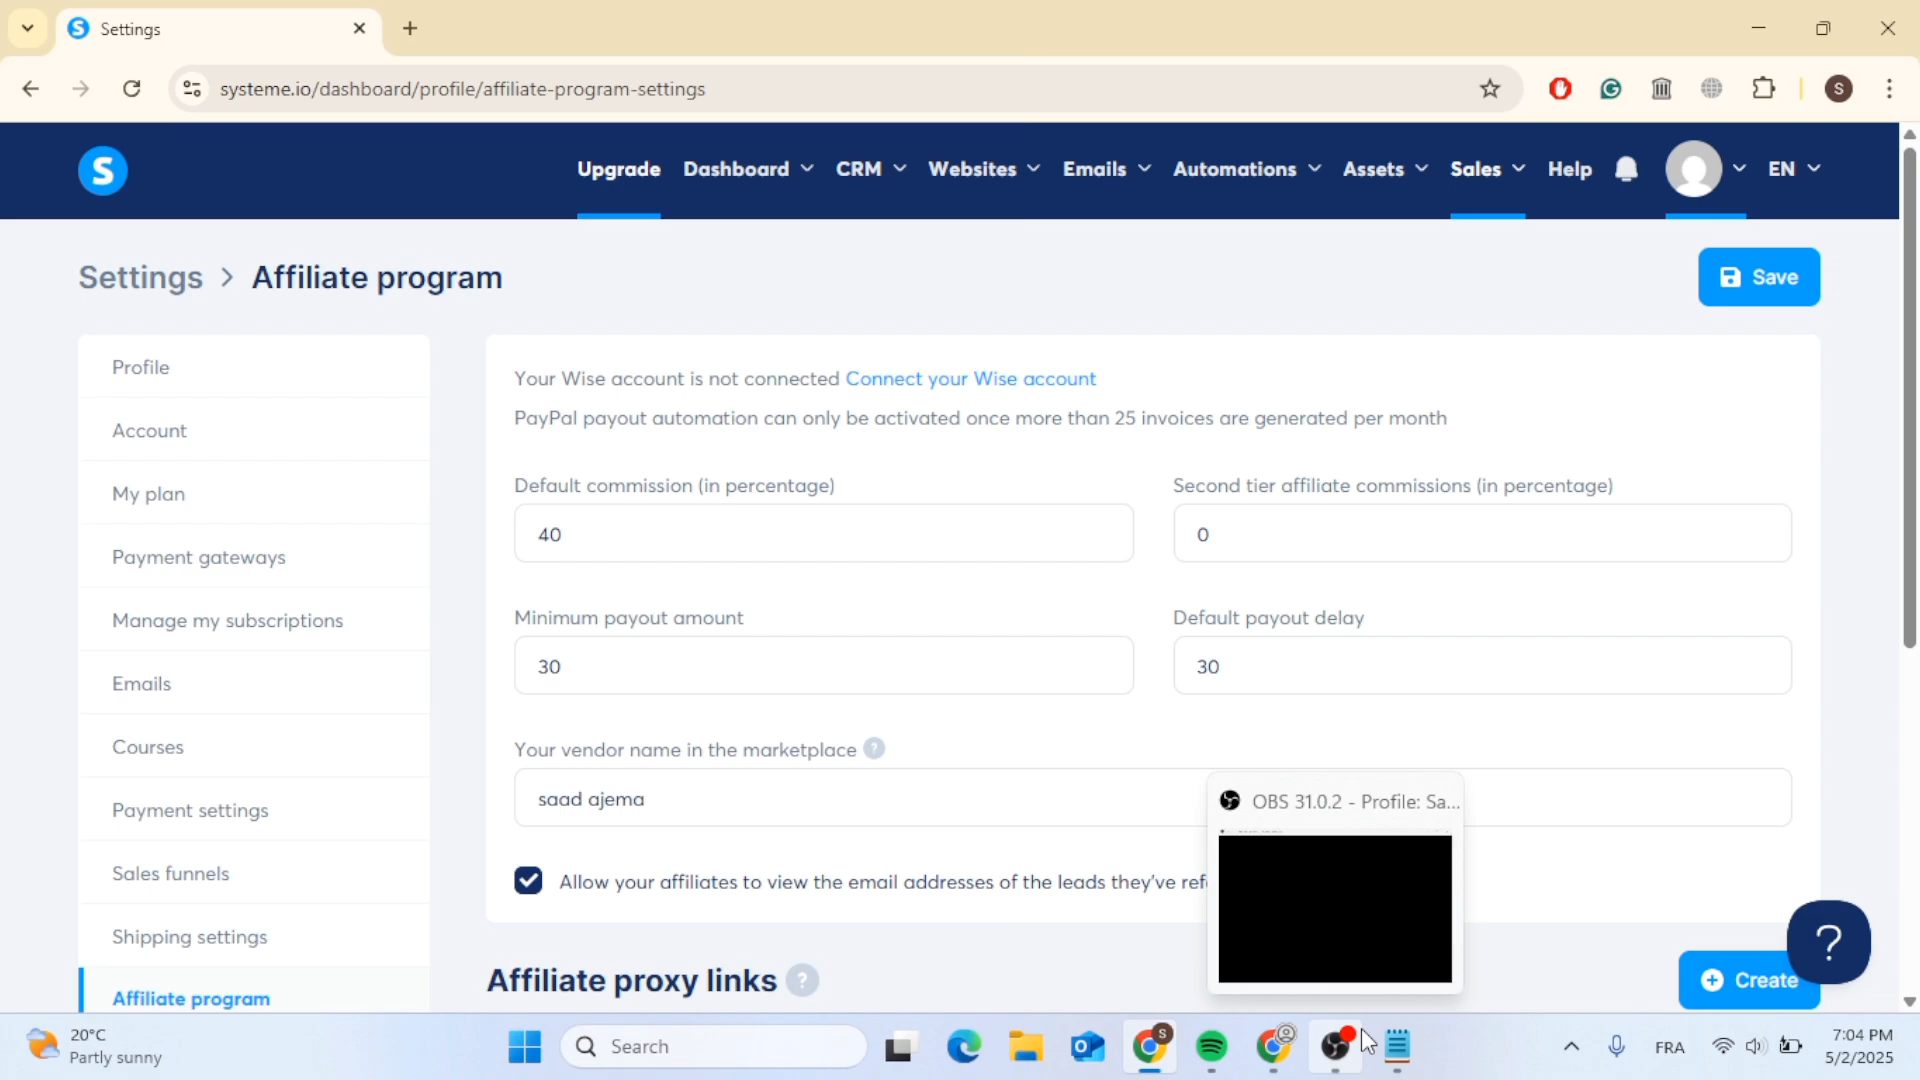 Settings
systeme.io/dashboard/profile/affiliate-program-settings
S
S
Upgrade
Dashboard
CRM
Websites
Emails
Automations
Assets
Sales
Help
EN
Settings > Affiliate program
Save
Profile
Account
My plan
Payment gateways
Manage my subscriptions
Emails
Courses
Payment settings
Sales funnels
Shipping settings
Affiliate program
Your Wise account is not connected Connect your Wise account
PayPal payout automation can only be activated once more than 25 invoices are generated per month
Default commission (in percentage)
40
Second tier affiliate commissions (in percentage)
0
Minimum payout amount
30
Default payout delay
30
Your vendor name in the marketplace ?
saad ajema
Allow your affiliates to view the email addresses of the leads they've ref
OBS 31.0.2 - Profile: Sa...
Affiliate proxy links ?
Create
?
20°C
Partly sunny
Search
S
FRA
7:04 PM
5/2/2025